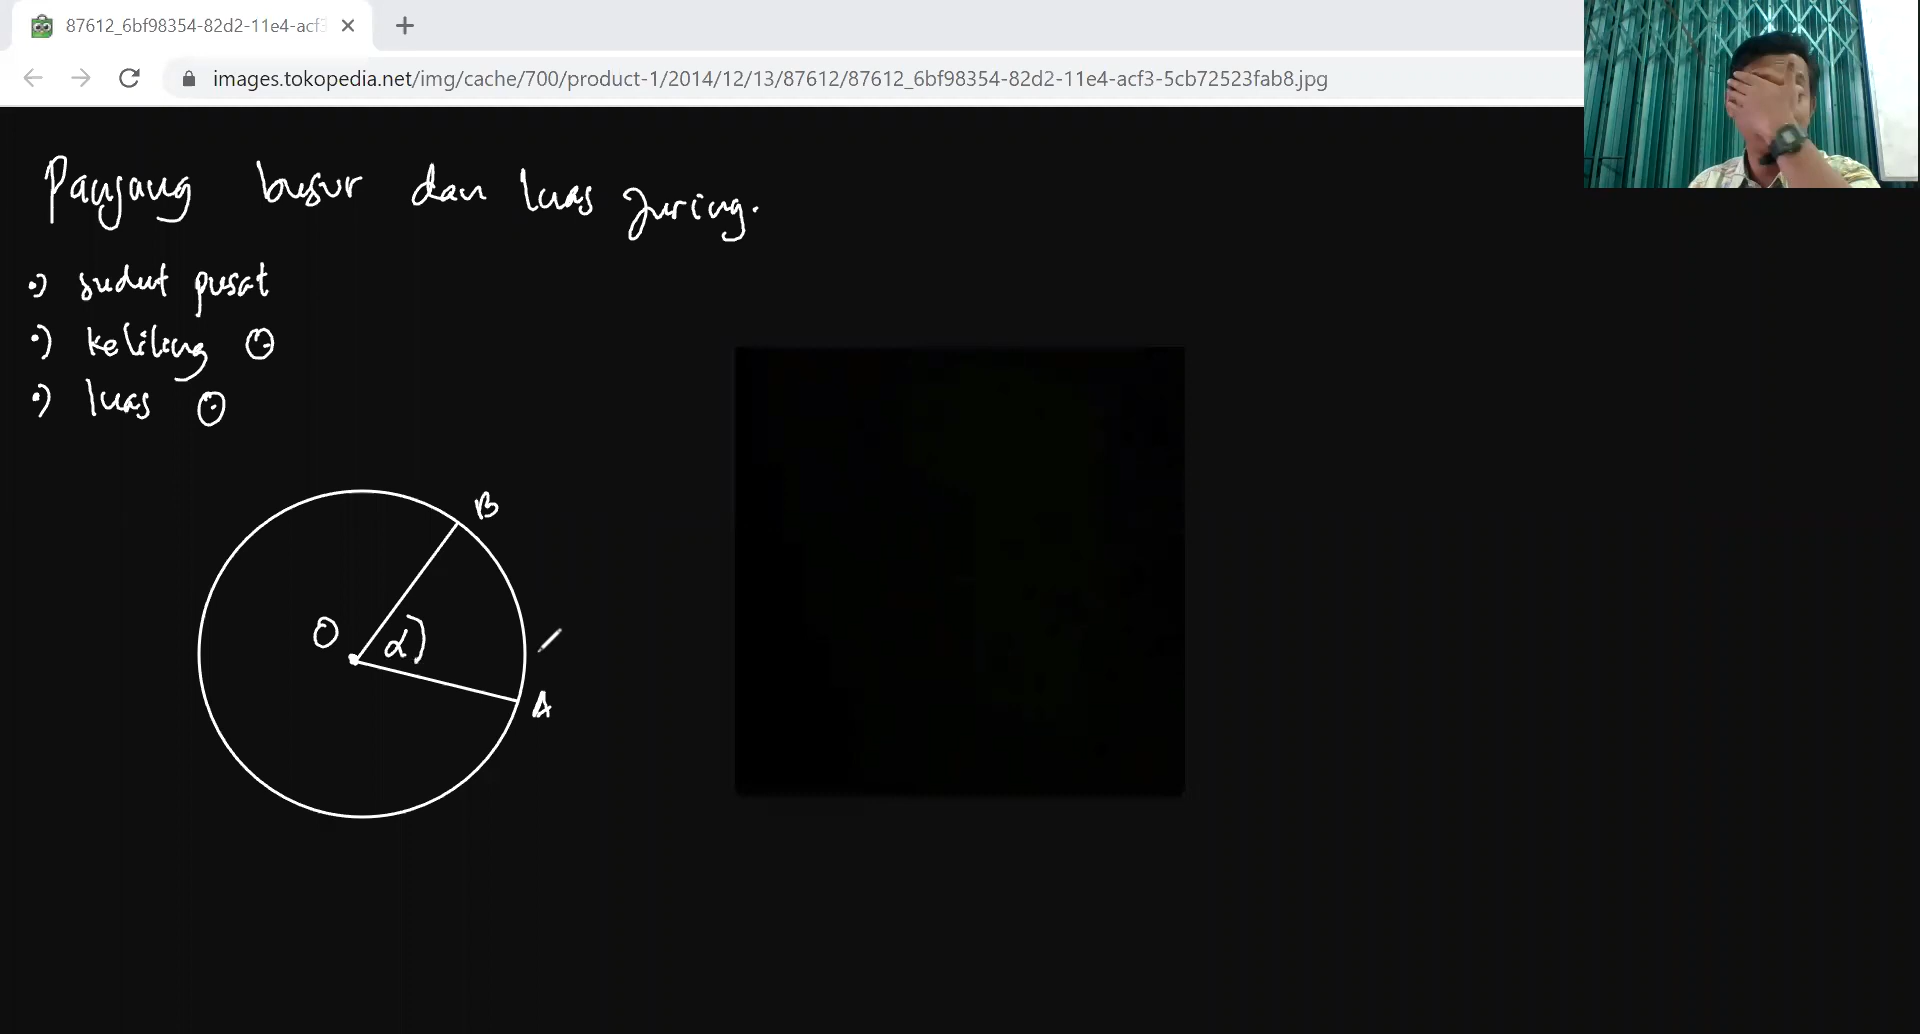 87612_6bf98354-82d2-11e4-acf3
images.tokopedia.net/img/cache/700/product-1/2014/12/13/87612/87612_6bf98354-82d2-11e4-acf3-5cb72523fab8.jpg
Panjang busur dan luas juring.
•) sudut pusat
•) keliling ⊙
•) luas ⊙
B
O α
A